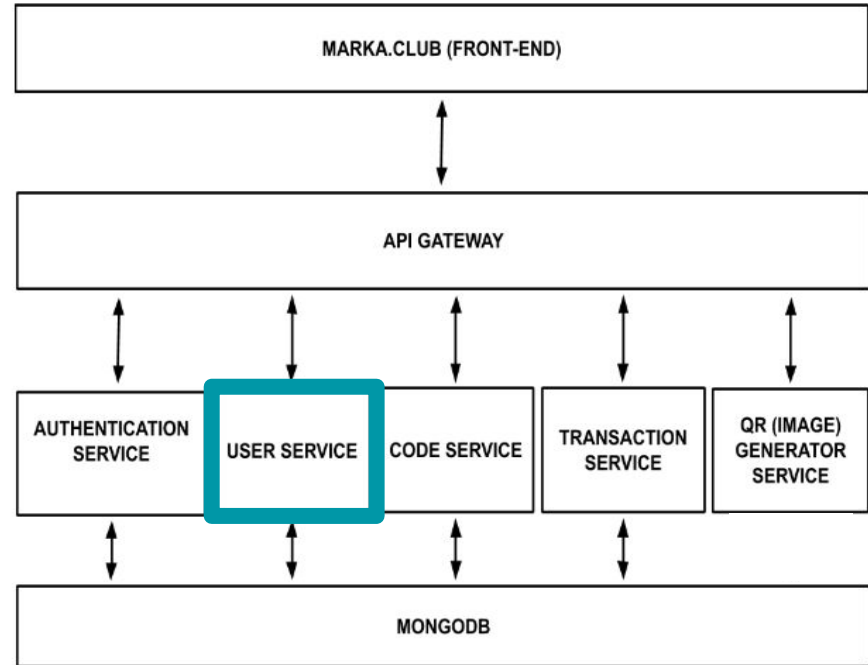 MARKA.CLUB (FRONT-END)
API GATEWAY
AUTHENTICATION
SERVICE
USER SERVICE
CODE SERVICE
TRANSACTION
SERVICE
QR (IMAGE)
GENERATOR
SERVICE
MONGODB